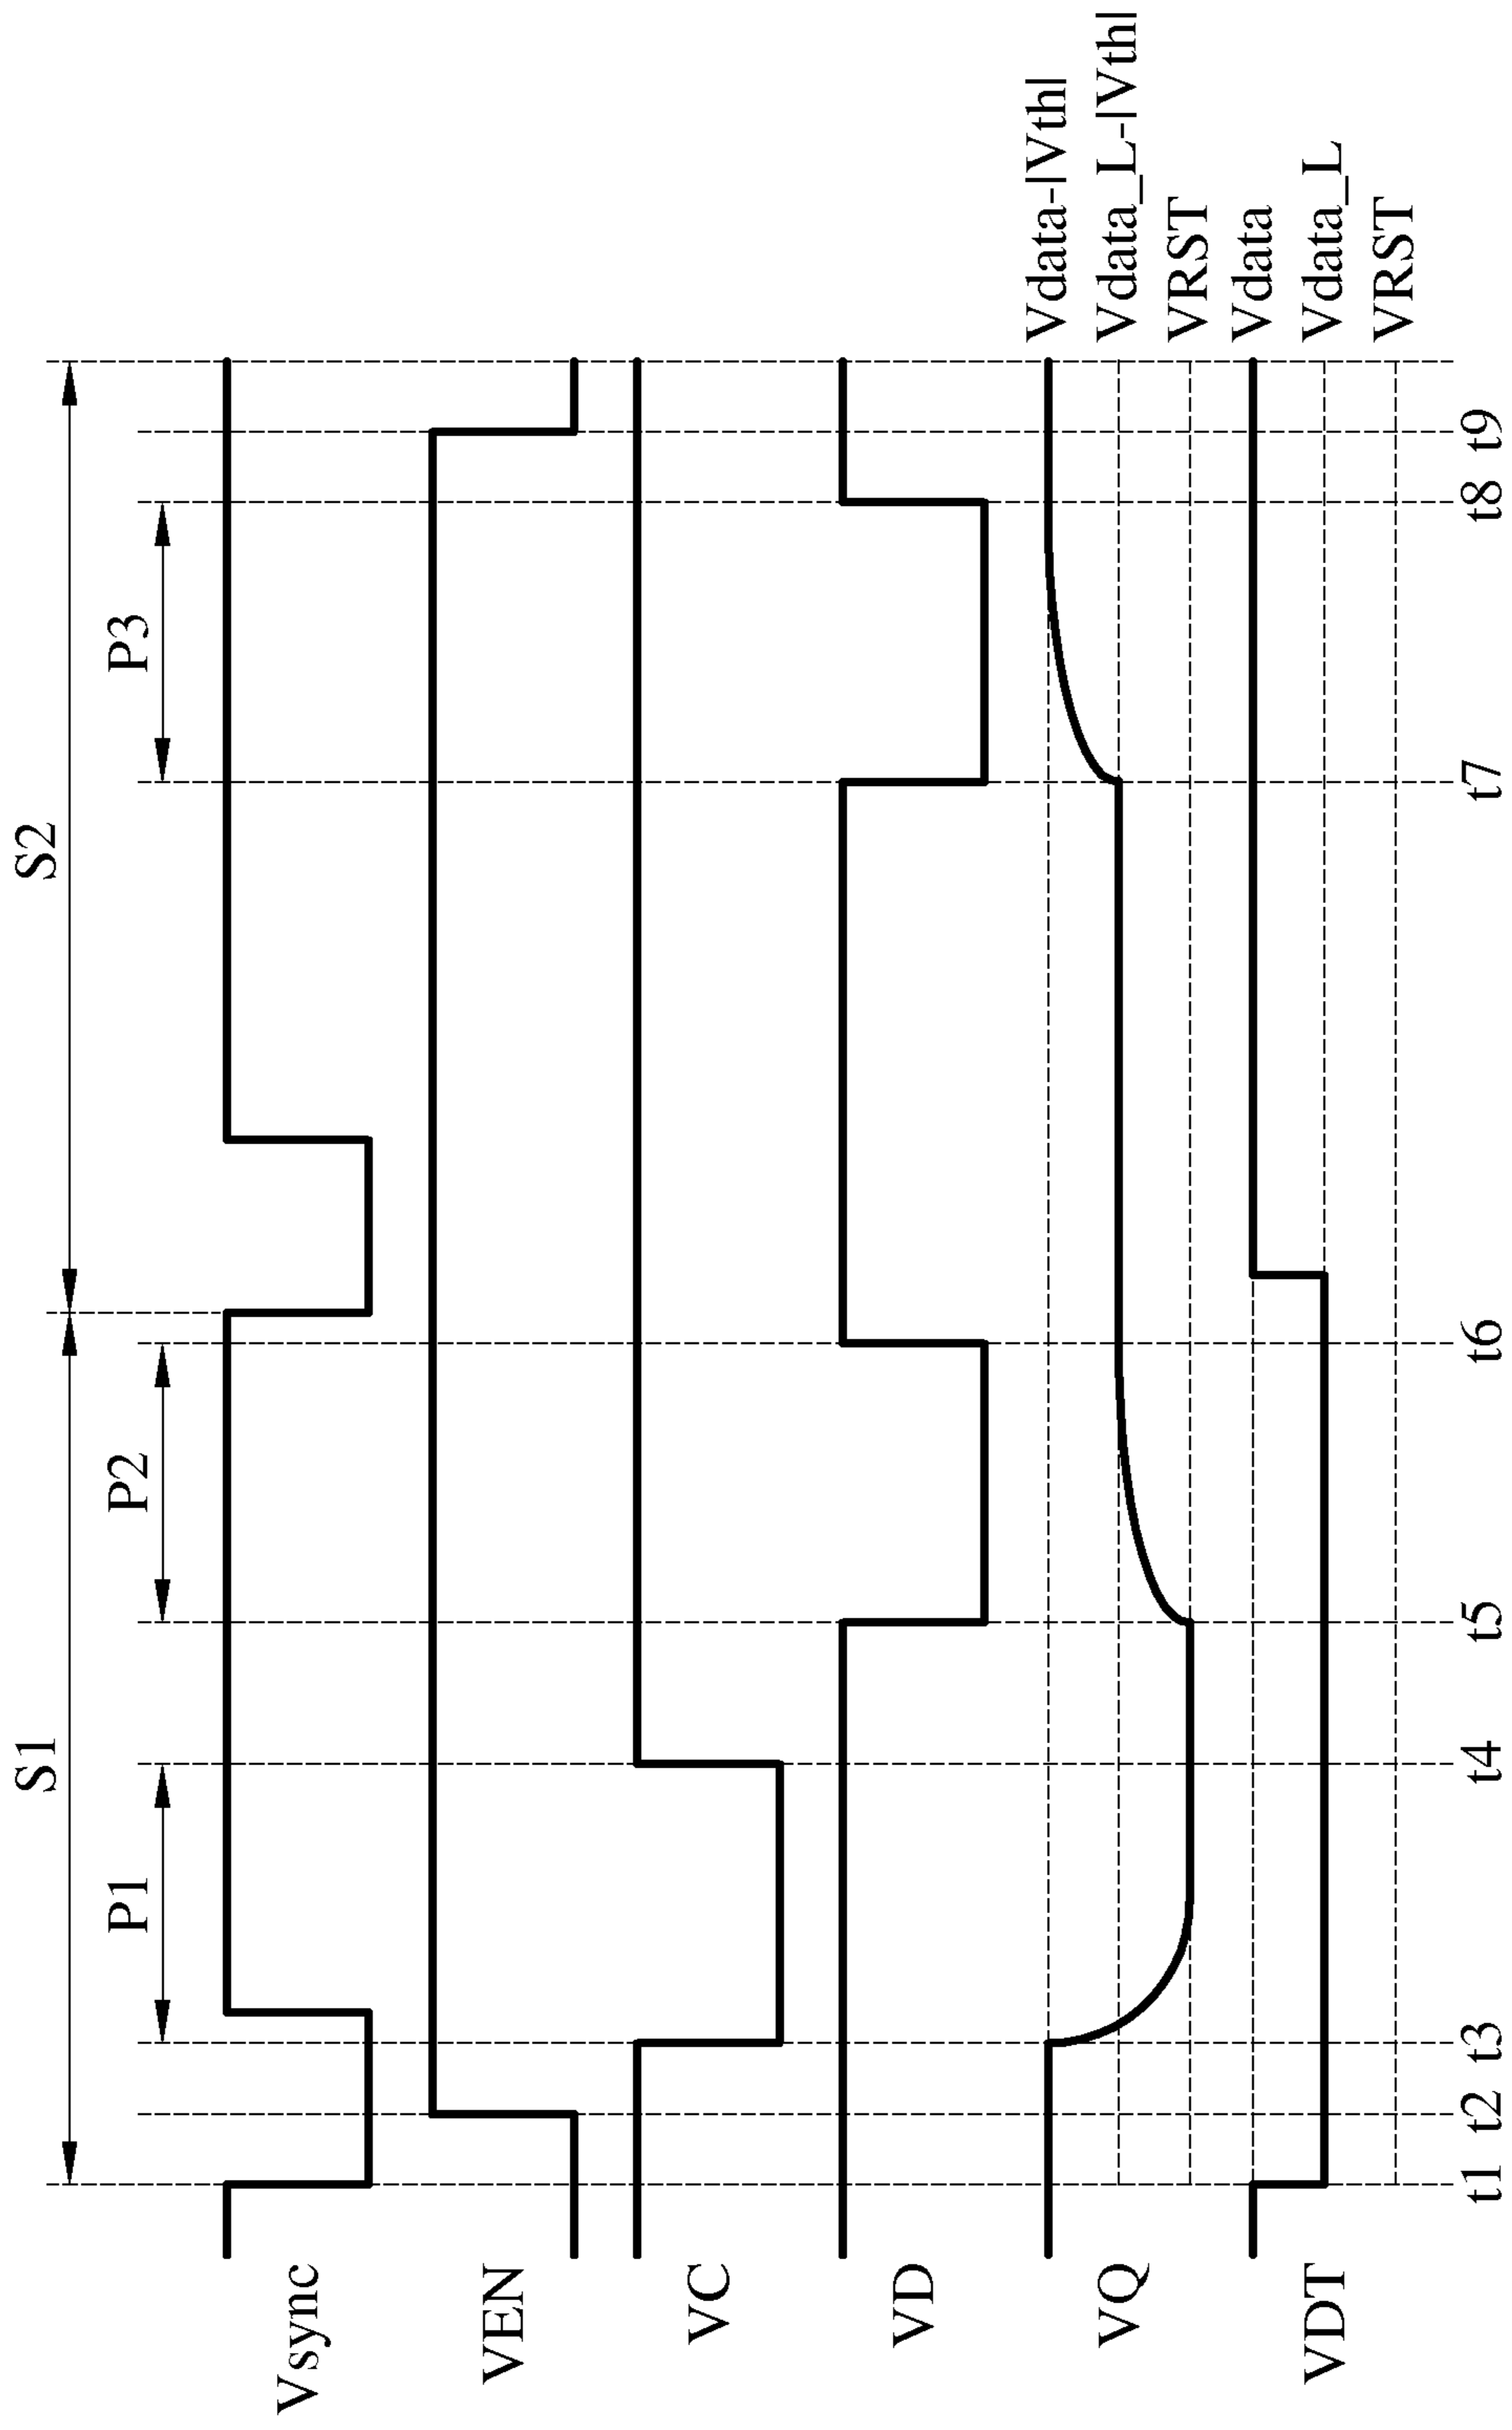 S1
S2
P1
P2
P3
Vsync
VEN
VC
VD
VQ
Vdata-|Vth|
Vdata_L-|Vth|
VRST
VDT
Vdata
Vdata_L
VRST
t1
t2
t3
t4
t5
t6
t7
t8
t9